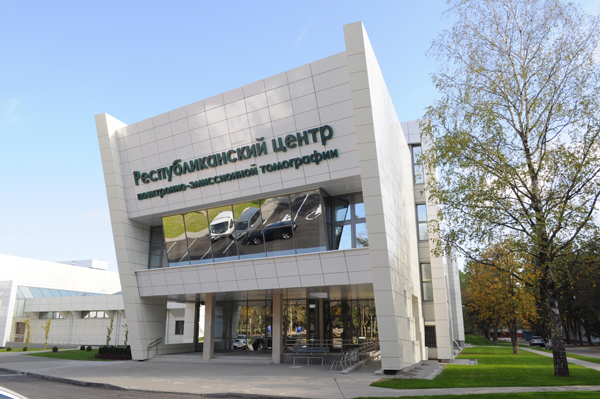 Республиканский центр
позитронно-эмиссионной томографии